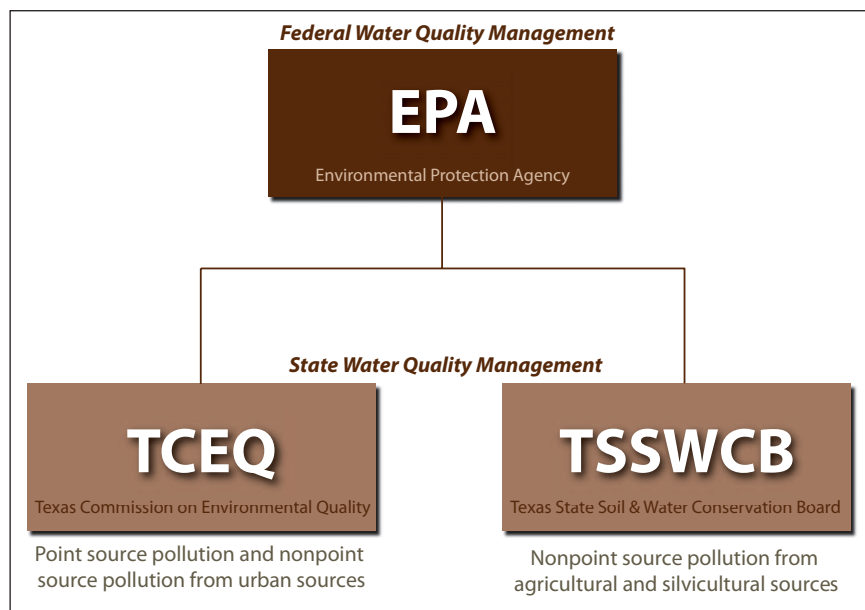 Federal Water Quality Management
EPA
Environmental Protection Agency
State Water Quality Management
TCEQ
Texas Commission on Environmental Quality
Point source pollution and nonpoint
source pollution from urban sources
TSSWCB
Texas State Soil & Water Conservation Board
Nonpoint source pollution from
agricultural and silvicultural sources